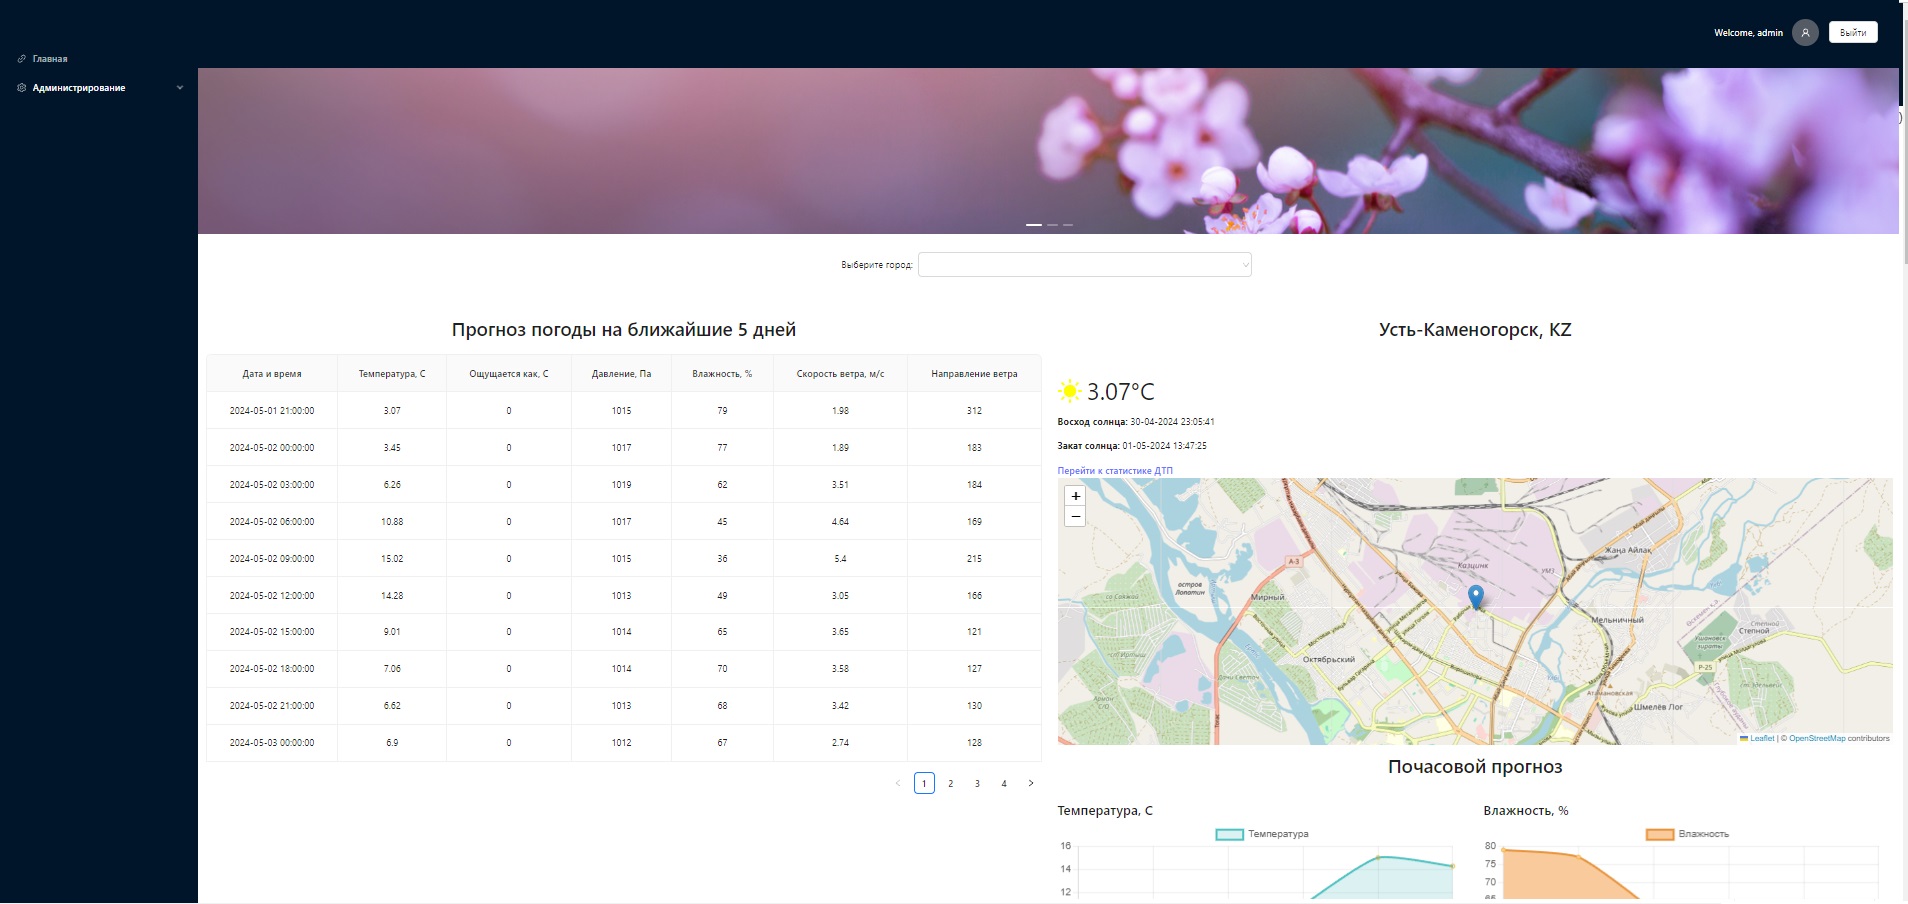 Welcome, admin
Выйти
Главная
Администрирование
Выберите город:
Прогноз погоды на ближайшие 5 дней
Дата и время Температура, С Ощущается как, С Давление, Па Влажность, % Скорость ветра, м/с Направление ветра
2024-05-01 21:00:00 3.07 0 1015 79 1.98 312
2024-05-02 00:00:00 3.45 0 1017 77 1.89 183
2024-05-02 03:00:00 6.26 0 1019 62 3.51 184
2024-05-02 06:00:00 10.88 0 1017 45 4.64 169
2024-05-02 09:00:00 15.02 0 1015 36 5.4 215
2024-05-02 12:00:00 14.28 0 1013 49 3.05 166
2024-05-02 15:00:00 9.01 0 1014 65 3.65 121
2024-05-02 18:00:00 7.06 0 1014 70 3.58 127
2024-05-02 21:00:00 6.62 0 1013 68 3.42 130
2024-05-03 00:00:00 6.9 0 1012 67 2.74 128
< 1 2 3 4 >
Усть-Каменогорск, KZ
3.07°C
Восход солнца: 30-04-2024 23:05:41
Закат солнца: 01-05-2024 13:47:25
Перейти к статистике ДТП
+
−
А-3
Жаңа Айлақ
Казцинк
УМЗ
остров
Лопатин
Мирный
Мельничный
Степной
Степной
Октябрьский
Р-25
Атамановская
Шмелёв Лог
Leaflet | © OpenStreetMap contributors
Почасовой прогноз
Температура, С
Температура
16
14
12
Влажность, %
Влажность
80
75
70
65